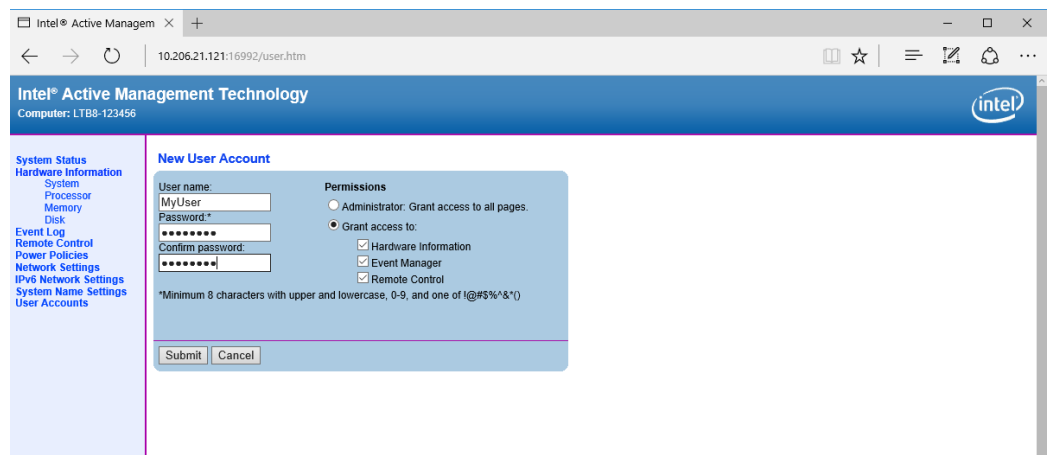 Intel® Active Managem
10.206.21.121:16992/user.htm
Intel® Active Management Technology
Computer: LTB8-123456
intel
System Status
Hardware Information
System
Processor
Memory
Disk
Event Log
Remote Control
Power Policies
Network Settings
IPv6 Network Settings
System Name Settings
User Accounts
New User Account
User name:
MyUser
Password:*
●●●●●●●●
Confirm password:
●●●●●●●●
Permissions
Administrator: Grant access to all pages.
Grant access to:
Hardware Information
Event Manager
Remote Control
*Minimum 8 characters with upper and lowercase, 0-9, and one of !@#$%^&*()
Submit Cancel